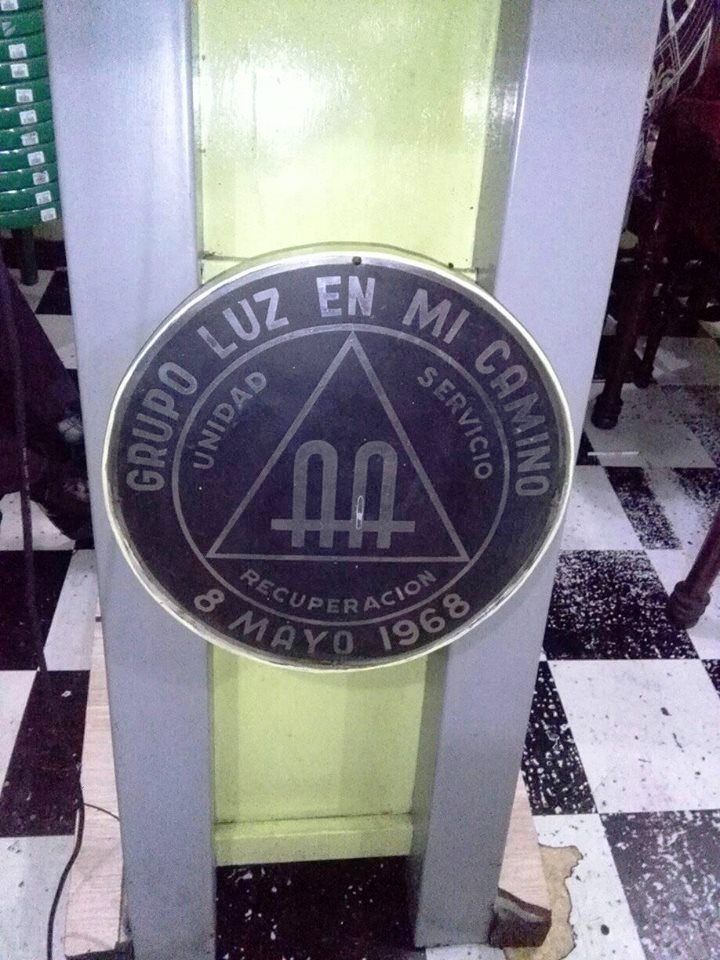 GRUPO LUZ EN MI CAMINO
UNIDAD
SERVICIO
AA
RECUPERACION
8 MAYO 1968